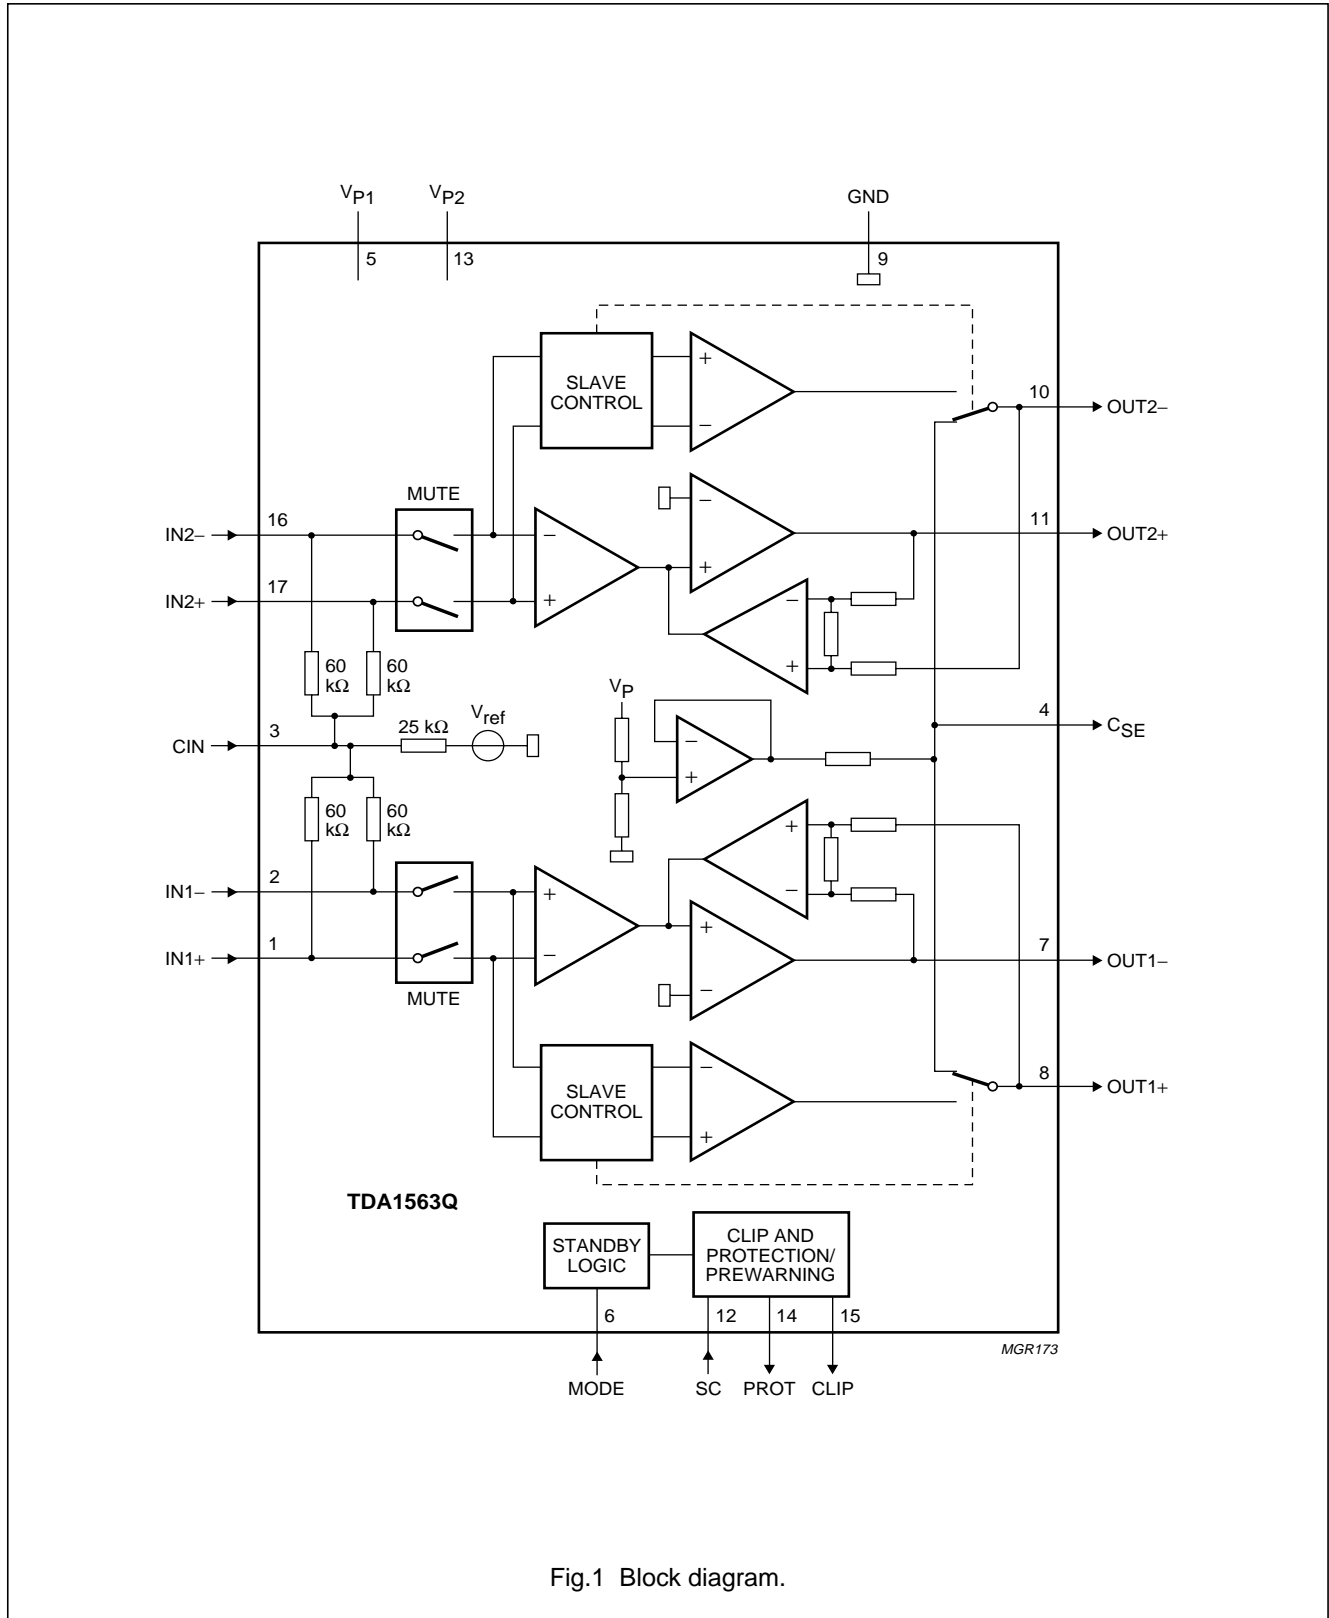 VP1
VP2
GND
5
13
9
SLAVE
CONTROL
+
−
10
OUT2−
MUTE
−
+
11
OUT2+
IN2−
16
−
+
IN2+
17
−
+
60
kΩ
60
kΩ
VP
CIN
3
25 kΩ
Vref
−
+
4
CSE
60
kΩ
60
kΩ
+
−
IN1−
2
+
−
IN1+
1
+
−
7
OUT1−
MUTE
SLAVE
CONTROL
−
+
8
OUT1+
TDA1563Q
STANDBY
LOGIC
CLIP AND
PROTECTION/
PREWARNING
6
12
14
15
MGR173
MODE
SC
PROT
CLIP
Fig.1 Block diagram.